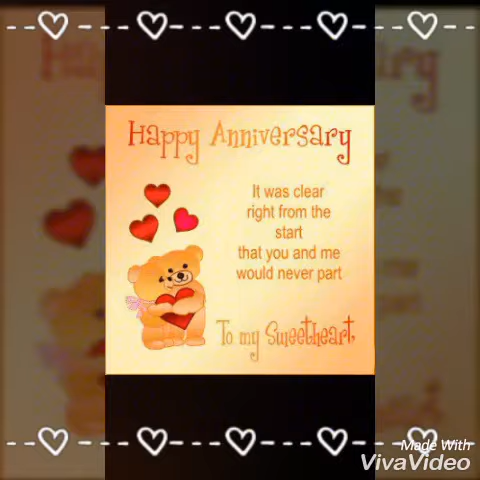 Happy Anniversary
It was clear
right from the
start
that you and me
would never part
To my Sweetheart
Made With
VivaVideo